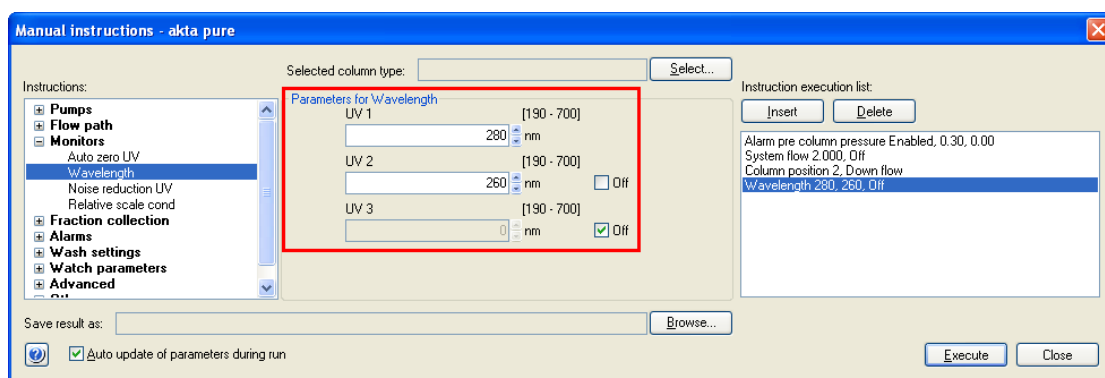 Manual instructions - akta pure
Selected column type:
Select...
Instructions:
Pumps
Flow path
Monitors
Auto zero UV
Wavelength
Noise reduction UV
Relative scale cond
Fraction collection
Alarms
Wash settings
Watch parameters
Advanced
Parameters for Wavelength
UV 1 [190 - 700]
280 nm
UV 2 [190 - 700]
260 nm Off
UV 3 [190 - 700]
0 nm Off
Instruction execution list:
Insert Delete
Alarm pre column pressure Enabled, 0.30, 0.00
System flow 2.000, Off
Column position 2, Down flow
Wavelength 280, 260, Off
Save result as:
Browse...
Auto update of parameters during run
Execute Close